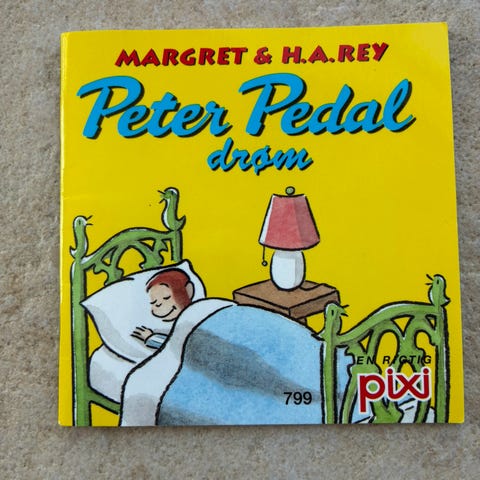 MARGRET & H.A.REY
Peter Pedal
drøm
EN RIGTIG
pixi
799